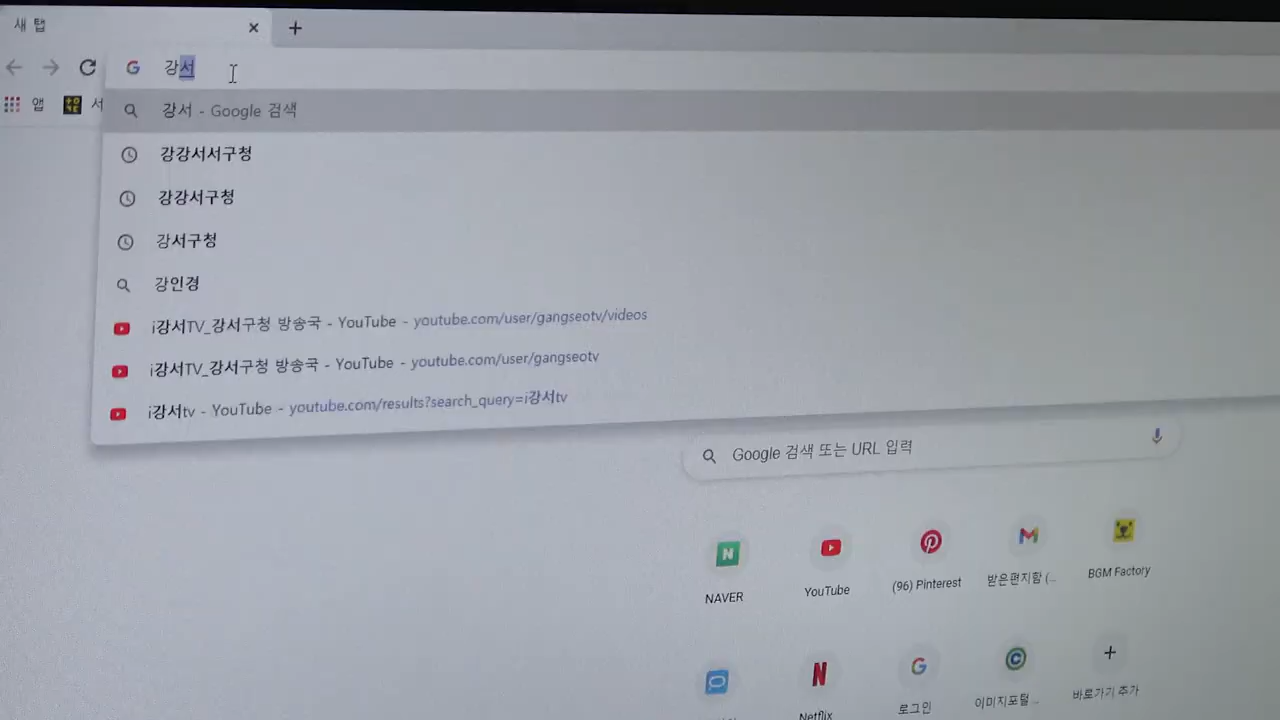 새 탭
강서
앱
서
강서 - Google 검색
강강서서구청
강강서구청
강서구청
강인경
i강서TV_강서구청 방송국 - YouTube - youtube.com/user/gangseotv/videos
i강서TV_강서구청 방송국 - YouTube - youtube.com/user/gangseotv
i강서tv - YouTube - youtube.com/results?search_query=i강서tv
Google 검색 또는 URL 입력
NAVER
YouTube
(96) Pinterest
받은편지함 (...
BGM Factory
Netflix
로그인
이미지포털 ...
바로가기 추가